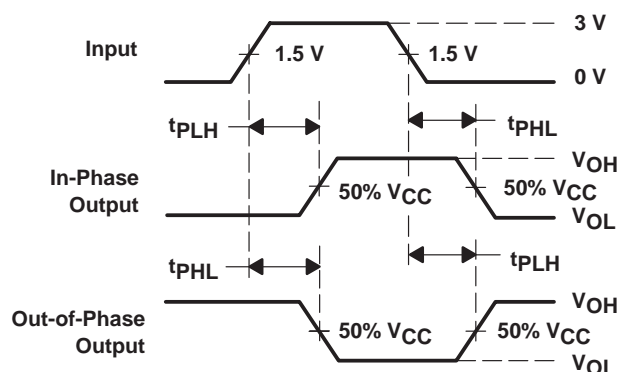 3 V
Input
1.5 V
1.5 V
0 V
tPLH
tPHL
VOH
In-Phase
Output
50% VCC
50% VCC
VOL
tPHL
tPLH
VOH
Out-of-Phase
Output
50% VCC
50% VCC
VOL